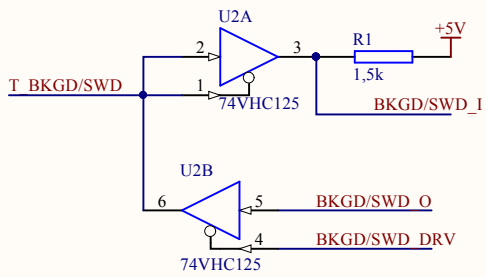 U2A
+5V
2
3
R1
T_BKGD/SWD
1
1,5k
74VHC125
BKGD/SWD_I
U2B
6
5
BKGD/SWD_O
4
BKGD/SWD_DRV
74VHC125